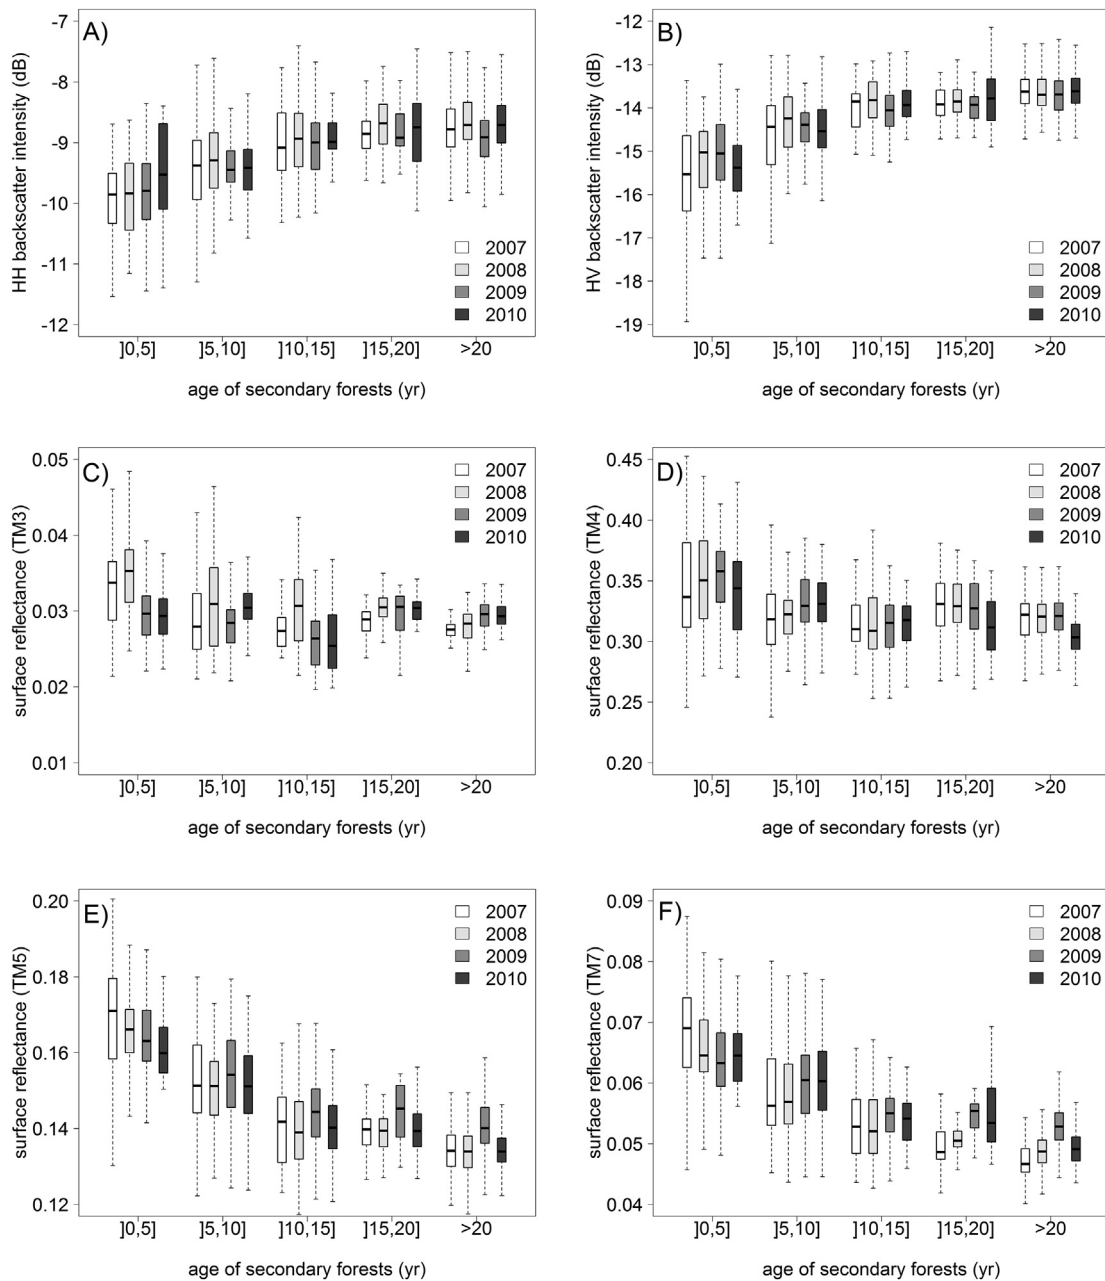 A)
HH backscatter intensity (dB)
-7
-8
-9
-10
-11
-12
2007
2008
2009
2010
]0,5] ]5,10] ]10,15] ]15,20] >20
age of secondary forests (yr)
B)
HV backscatter intensity (dB)
-12
-13
-14
-15
-16
-17
-18
-19
2007
2008
2009
2010
]0,5] ]5,10] ]10,15] ]15,20] >20
age of secondary forests (yr)
C)
surface reflectance (TM3)
0.05
0.04
0.03
0.02
0.01
2007
2008
2009
2010
]0,5] ]5,10] ]10,15] ]15,20] >20
age of secondary forests (yr)
D)
surface reflectance (TM4)
0.45
0.40
0.35
0.30
0.25
0.20
2007
2008
2009
2010
]0,5] ]5,10] ]10,15] ]15,20] >20
age of secondary forests (yr)
E)
surface reflectance (TM5)
0.20
0.18
0.16
0.14
0.12
2007
2008
2009
2010
]0,5] ]5,10] ]10,15] ]15,20] >20
age of secondary forests (yr)
F)
surface reflectance (TM7)
0.09
0.08
0.07
0.06
0.05
0.04
2007
2008
2009
2010
]0,5] ]5,10] ]10,15] ]15,20] >20
age of secondary forests (yr)